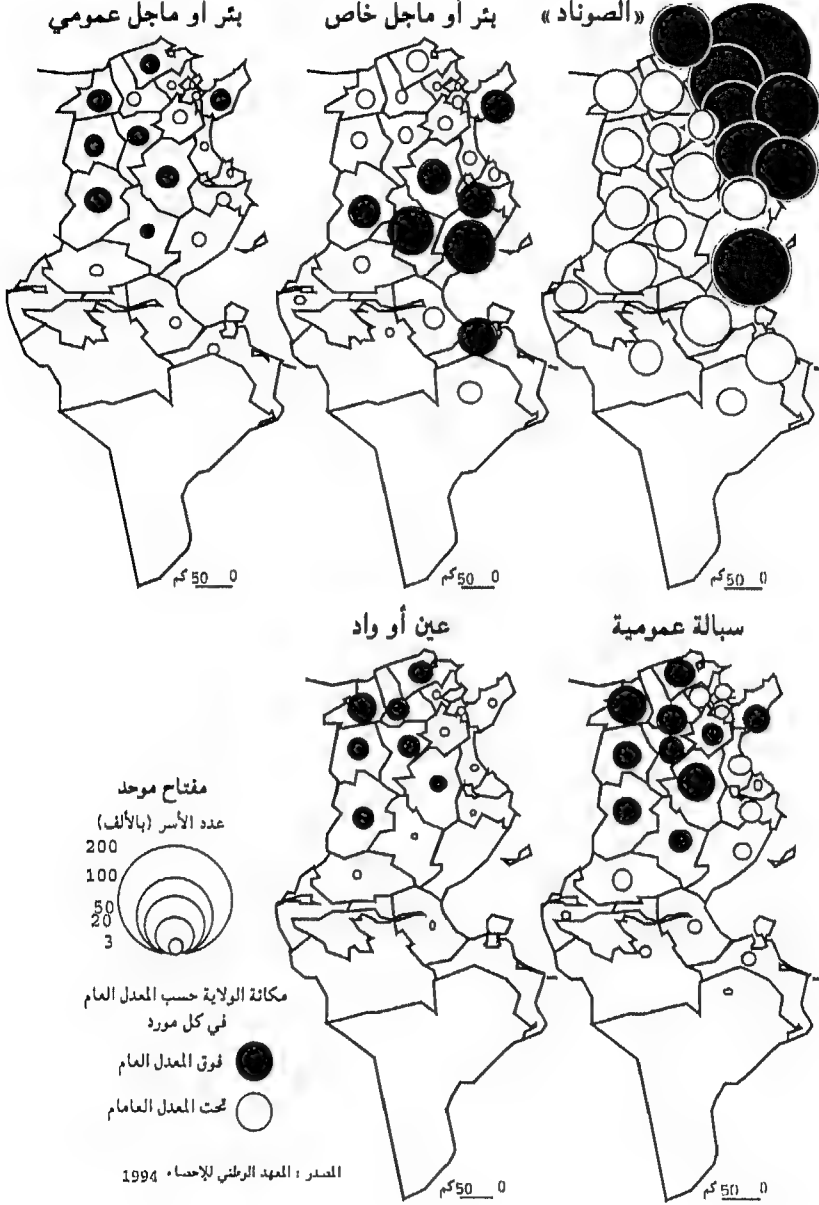 «الصوناد»
بئر أو ماجل خاص
بئر أو ماجل عمومي
0 50 كم
0 50 كم
0 50 كم
سبالة عمومية
عين أو واد
مفتاح موحد
عدد الأسر (بالألف)
200
100
50
20
3
مكانة الولاية حسب المعدل العام
في كل مورد
فوق المعدل العام
تحت المعدل العامام
0 50 كم
0 50 كم
المصدر : المعهد الوطني للإحصاء 1994